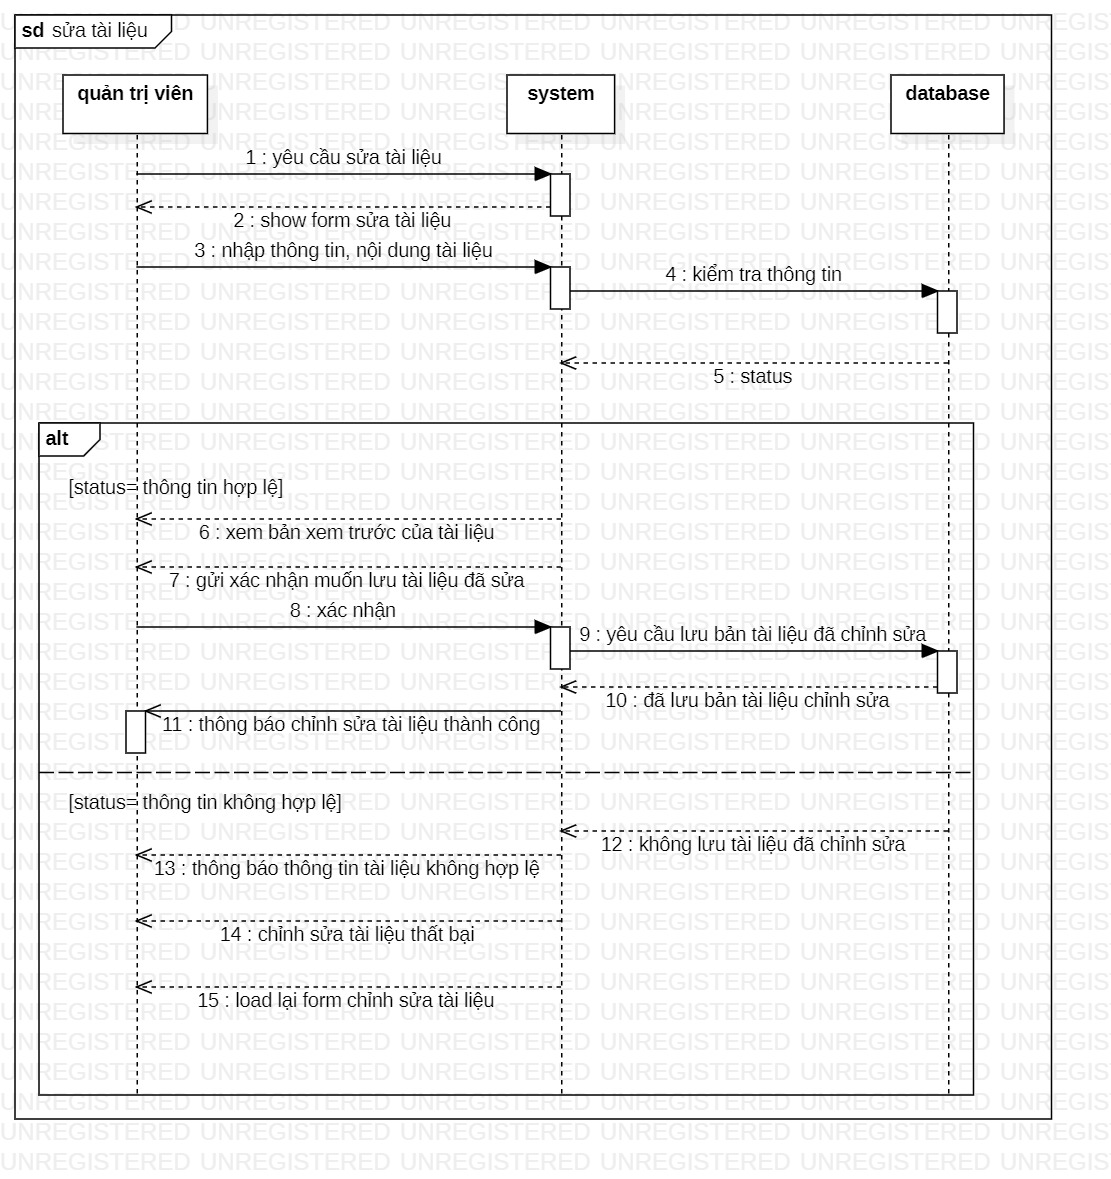 sd sửa tài liệu
quản trị viên
system
database
1 : yêu cầu sửa tài liệu
2 : show form sửa tài liệu
3 : nhập thông tin, nội dung tài liệu
4 : kiểm tra thông tin
5 : status
alt
[status= thông tin hợp lệ]
6 : xem bản xem trước của tài liệu
7 : gửi xác nhận muốn lưu tài liệu đã sửa
8 : xác nhận
9 : yêu cầu lưu bản tài liệu đã chỉnh sửa
10 : đã lưu bản tài liệu chỉnh sửa
11 : thông báo chỉnh sửa tài liệu thành công
[status= thông tin không hợp lệ]
12 : không lưu tài liệu đã chỉnh sửa
13 : thông báo thông tin tài liệu không hợp lệ
14 : chỉnh sửa tài liệu thất bại
15 : load lại form chỉnh sửa tài liệu
UNREGISTERED UNREGISTERED UNREGISTERED UNREGISTERED UNREGISTERED UNREGIS